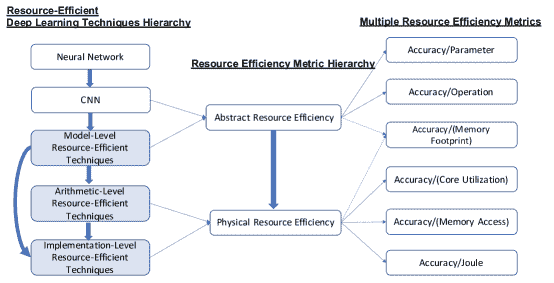 Resource-Efficient
Deep Learning Techniques Hierarchy
Neural Network
CNN
Model-Level
Resource-Efficient
Techniques
Arithmetic-Level
Resource-Efficient
Techniques
Implementation-Level
Resource-Efficient
Techniques
Resource Efficiency Metric Hierarchy
Abstract Resource Efficiency
Physical Resource Efficiency
Multiple Resource Efficiency Metrics
Accuracy/Parameter
Accuracy/Operation
Accuracy/(Memory
Footprint)
Accuracy/(Core Utilization)
Accuracy/(Memory Access)
Accuracy/Joule